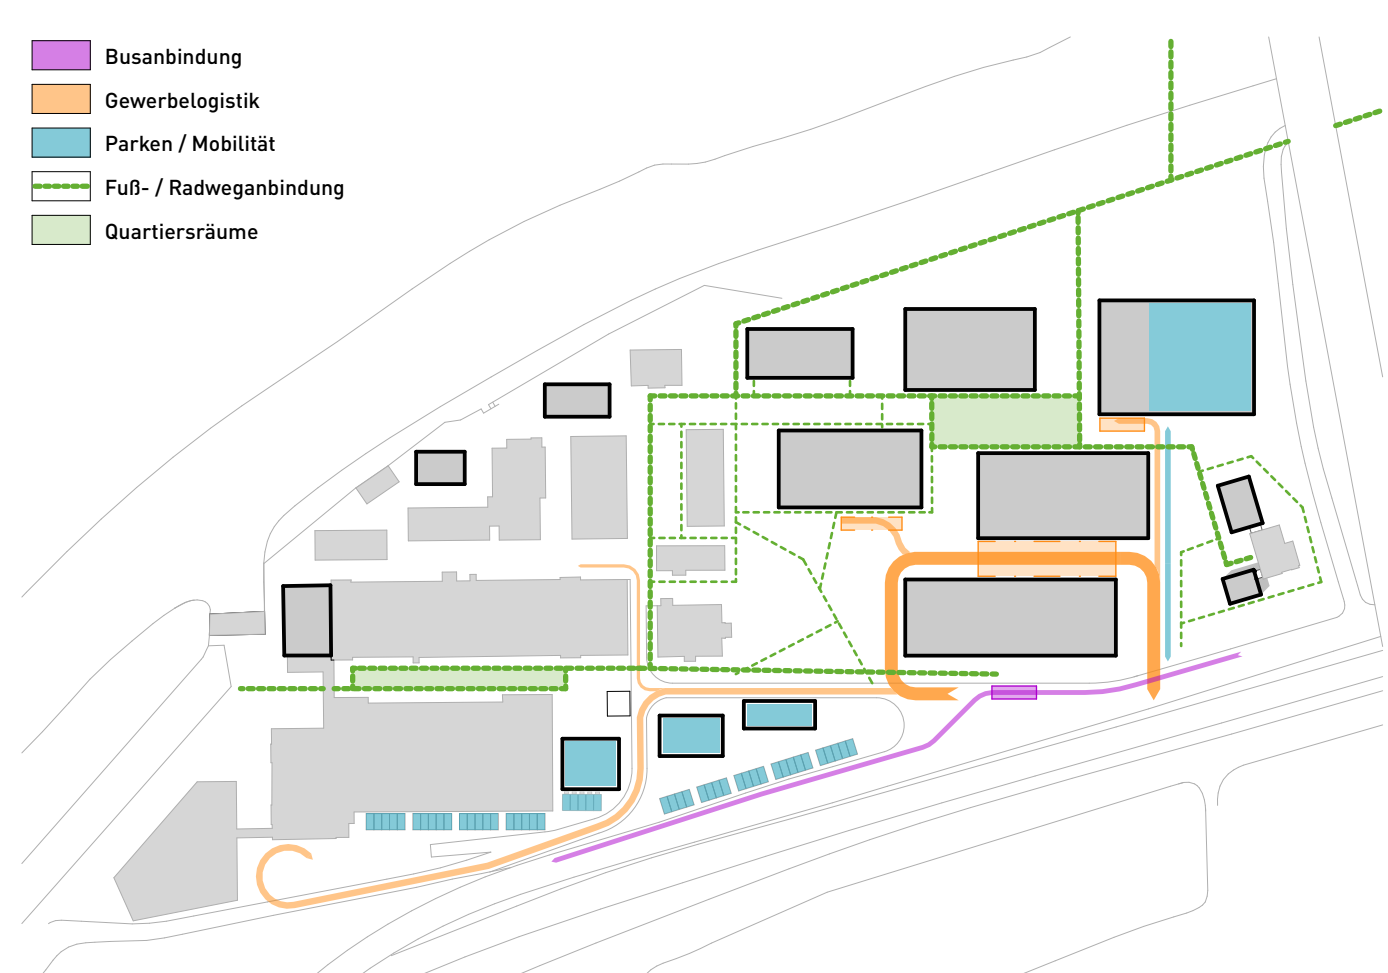 Busanbindung
Gewerbelogistik
Parken / Mobilität
Fuß- / Radweganbindung
Quartiersräume